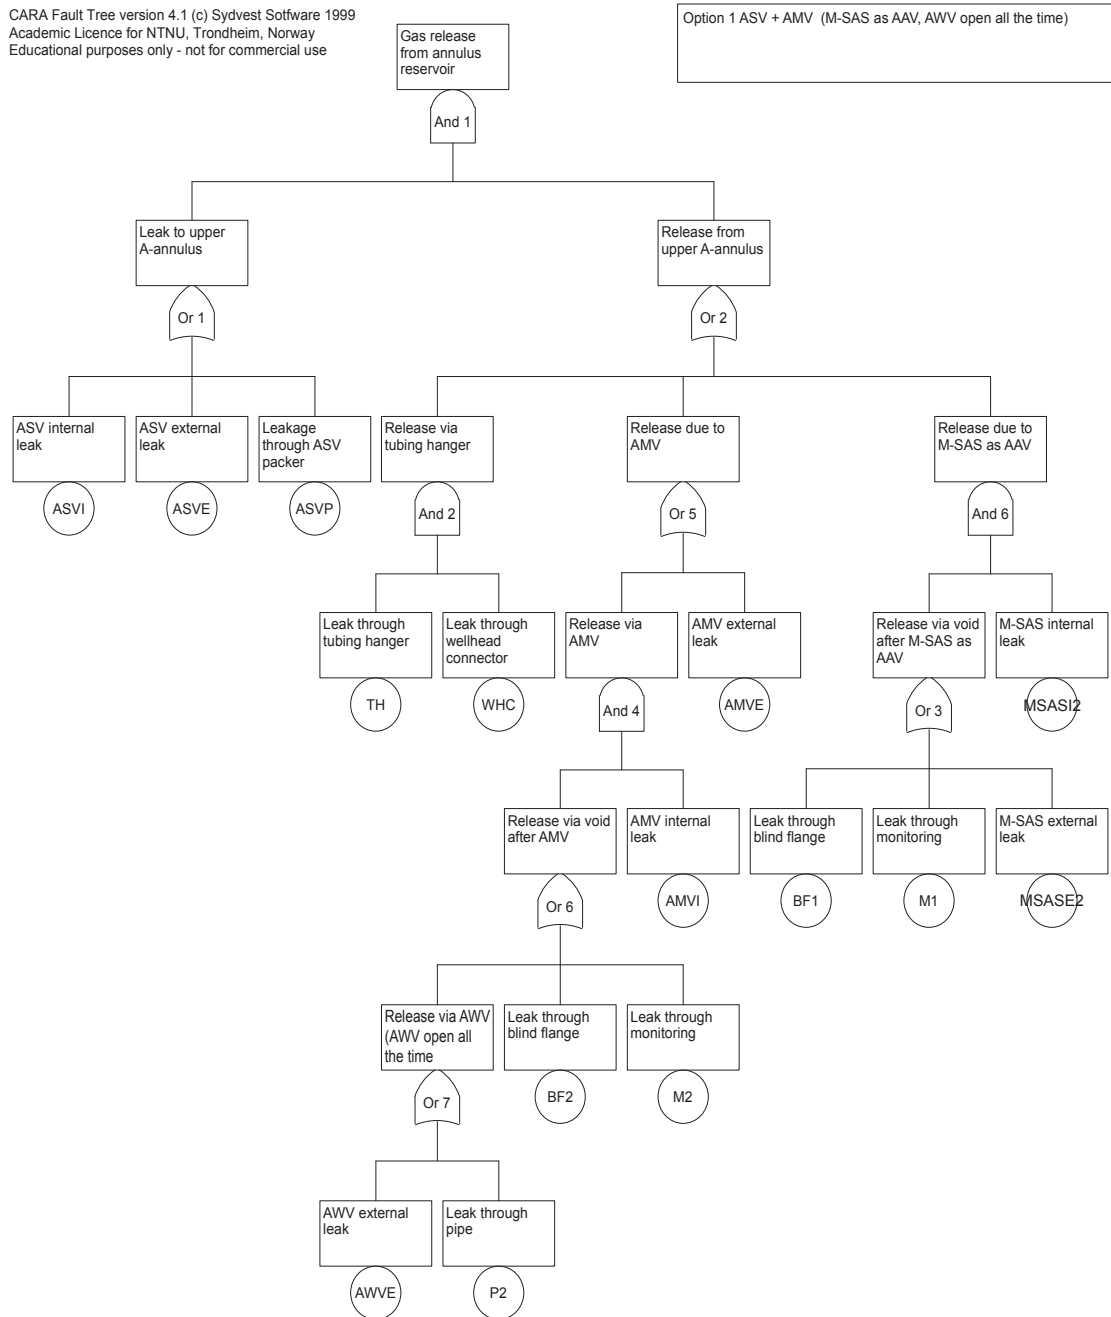 CARA Fault Tree version 4.1 (c) Sydvest Sotfware 1999
Academic Licence for NTNU, Trondheim, Norway
Educational purposes only - not for commercial use
Option 1 ASV + AMV (M-SAS as AAV, AWV open all the time)
Gas release
from annulus
reservoir
And 1
Leak to upper
A-annulus
Release from
upper A-annulus
Or 1
Or 2
ASV internal
leak
ASV external
leak
Leakage
through ASV
packer
Release via
tubing hanger
Release due to
AMV
Release due to
M-SAS as AAV
ASVI
ASVE
ASVP
And 2
Or 5
And 6
Leak through
tubing hanger
Leak through
wellhead
connector
Release via
AMV
AMV external
leak
Release via void
after M-SAS as
AAV
M-SAS internal
leak
TH
WHC
And 4
AMVE
Or 3
MSASI2
Release via void
after AMV
AMV internal
leak
Leak through
blind flange
Leak through
monitoring
M-SAS external
leak
Or 6
AMVI
BF1
M1
MSASE2
Release via AWV
(AWV open all
the time
Leak through
blind flange
Leak through
monitoring
Or 7
BF2
M2
AWV external
leak
Leak through
pipe
AWVE
P2